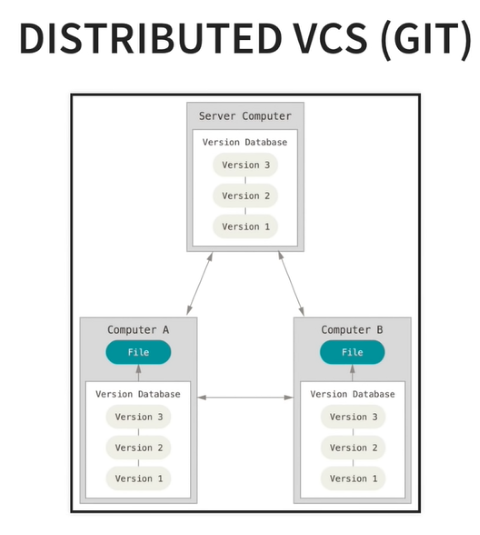 DISTRIBUTED VCS (GIT)
Server Computer
Version Database
Version 3
Version 2
Version 1
Computer A
File
Version Database
Version 3
Version 2
Version 1
Computer B
File
Version Database
Version 3
Version 2
Version 1